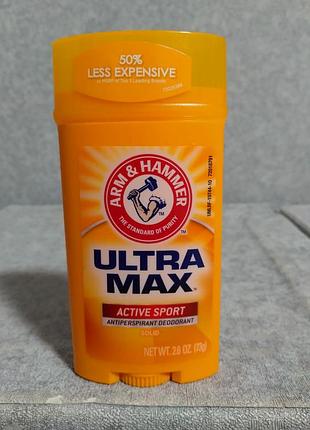 50%
LESS EXPENSIVE
ARM & HAMMER
THE STANDARD OF PURITY
ULTRA
MAX
ACTIVE SPORT
ANTIPERSPIRANT DEODORANT
SOLID
NET WT. 2.6 OZ. (73g)